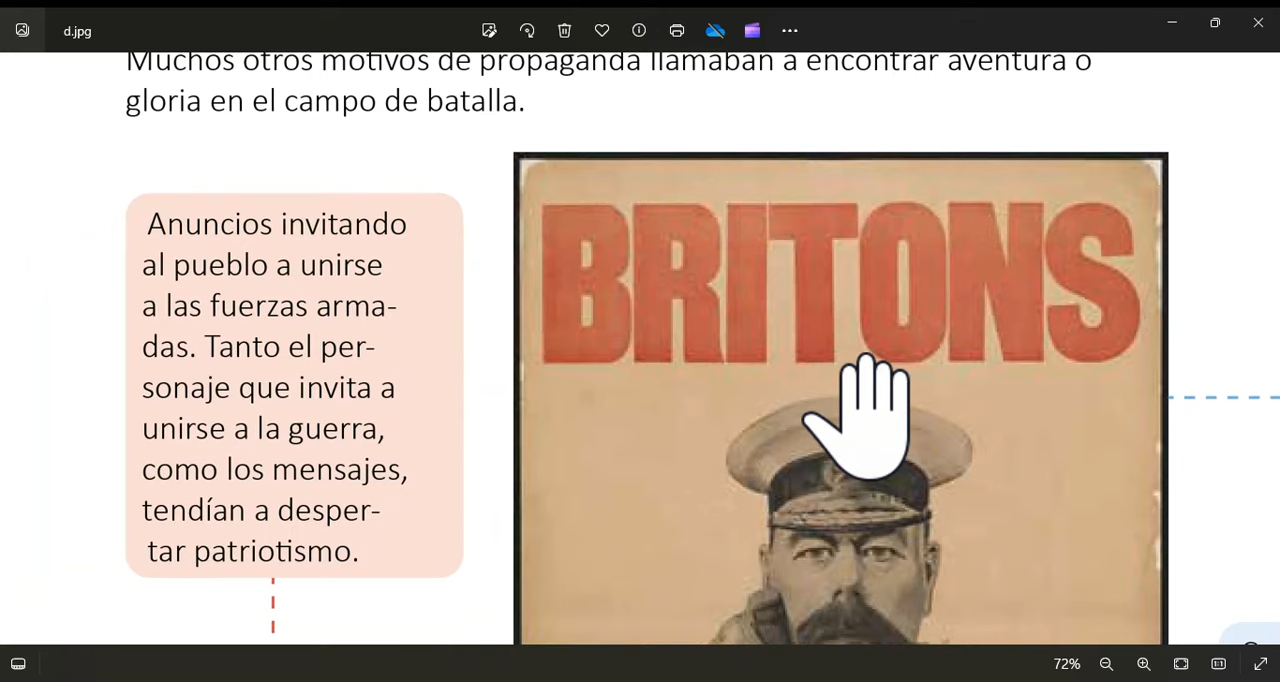 d.jpg
Muchos otros motivos de propaganda llamaban a encontrar aventura o
gloria en el campo de batalla.
Anuncios invitando
al pueblo a unirse
a las fuerzas arma-
das. Tanto el per-
sonaje que invita a
unirse a la guerra,
como los mensajes,
tendían a desper-
tar patriotismo.
BRITONS
72%